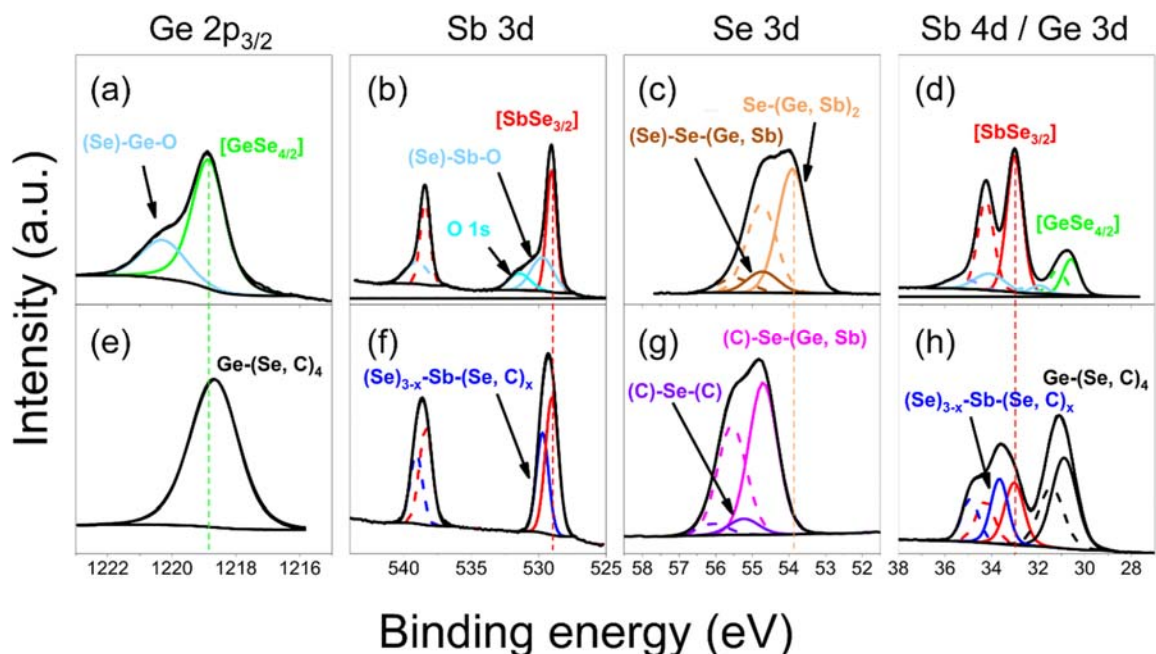 Ge 2p3/2 Sb 3d Se 3d Sb 4d / Ge 3d
Intensity (a.u.)
(a)
(Se)-Ge-O
[GeSe4/2]
(b)
[SbSe3/2]
(Se)-Sb-O
O 1s
(c)
Se-(Ge, Sb)2
(Se)-Se-(Ge, Sb)
(d)
[SbSe3/2]
[GeSe4/2]
(e)
Ge-(Se, C)4
(f)
(Se)3-x-Sb-(Se, C)x
(g)
(C)-Se-(Ge, Sb)
(C)-Se-(C)
(h)
Ge-(Se, C)4
(Se)3-x-Sb-(Se, C)x
1222 1220 1218 1216
540 535 530 525
58 57 56 55 54 53 52
38 36 34 32 30 28
Binding energy (eV)